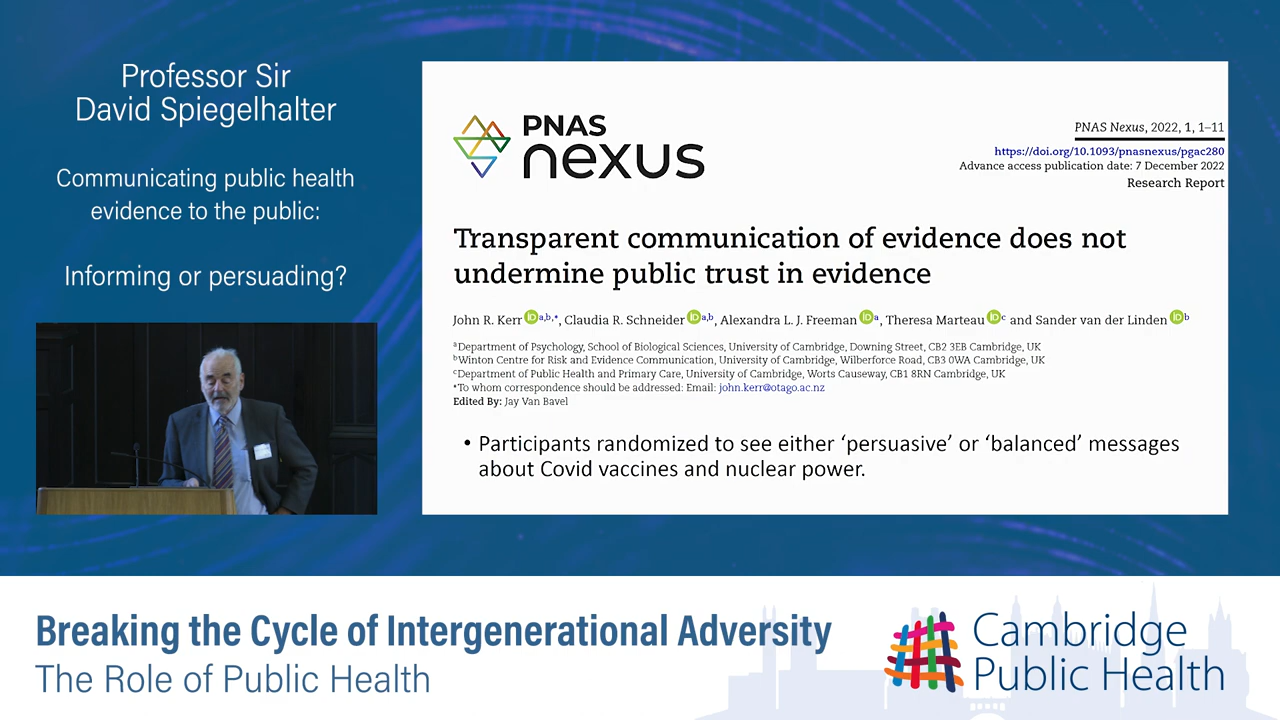 Professor Sir
David Spiegelhalter
Communicating public health
evidence to the public:
Informing or persuading?
PNAS
nexus
PNAS Nexus, 2022, 1, 1–11
https://doi.org/10.1093/pnasnexus/pgac280
Advance access publication date: 7 December 2022
Research Report
Transparent communication of evidence does not
undermine public trust in evidence
John R. Kerr iD a,b,*, Claudia R. Schneider iD a,b, Alexandra L. J. Freeman iD a, Theresa Marteau iD c and Sander van der Linden iD b
a Department of Psychology, School of Biological Sciences, University of Cambridge, Downing Street, CB2 3EB Cambridge, UK
b Winton Centre for Risk and Evidence Communication, University of Cambridge, Wilberforce Road, CB3 0WA Cambridge, UK
c Department of Public Health and Primary Care, University of Cambridge, Worts Causeway, CB1 8RN Cambridge, UK
*To whom correspondence should be addressed: Email: john.kerr@otago.ac.nz
Edited By: Jay Van Bavel
• Participants randomized to see either ‘persuasive’ or ‘balanced’ messages
about Covid vaccines and nuclear power.
Breaking the Cycle of Intergenerational Adversity
The Role of Public Health
Cambridge
Public Health